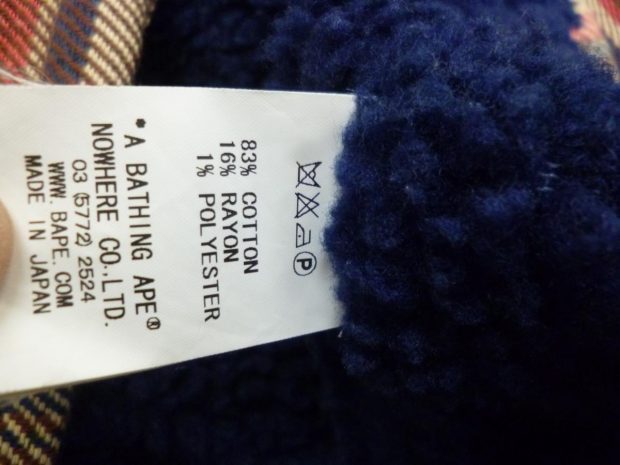 Ⓟ
83% COTTON
16% RAYON
1% POLYESTER
* A BATHING APE®
NOWHERE CO.,LTD.
03 (5772) 2524
WWW. BAPE. COM
MADE IN JAPAN